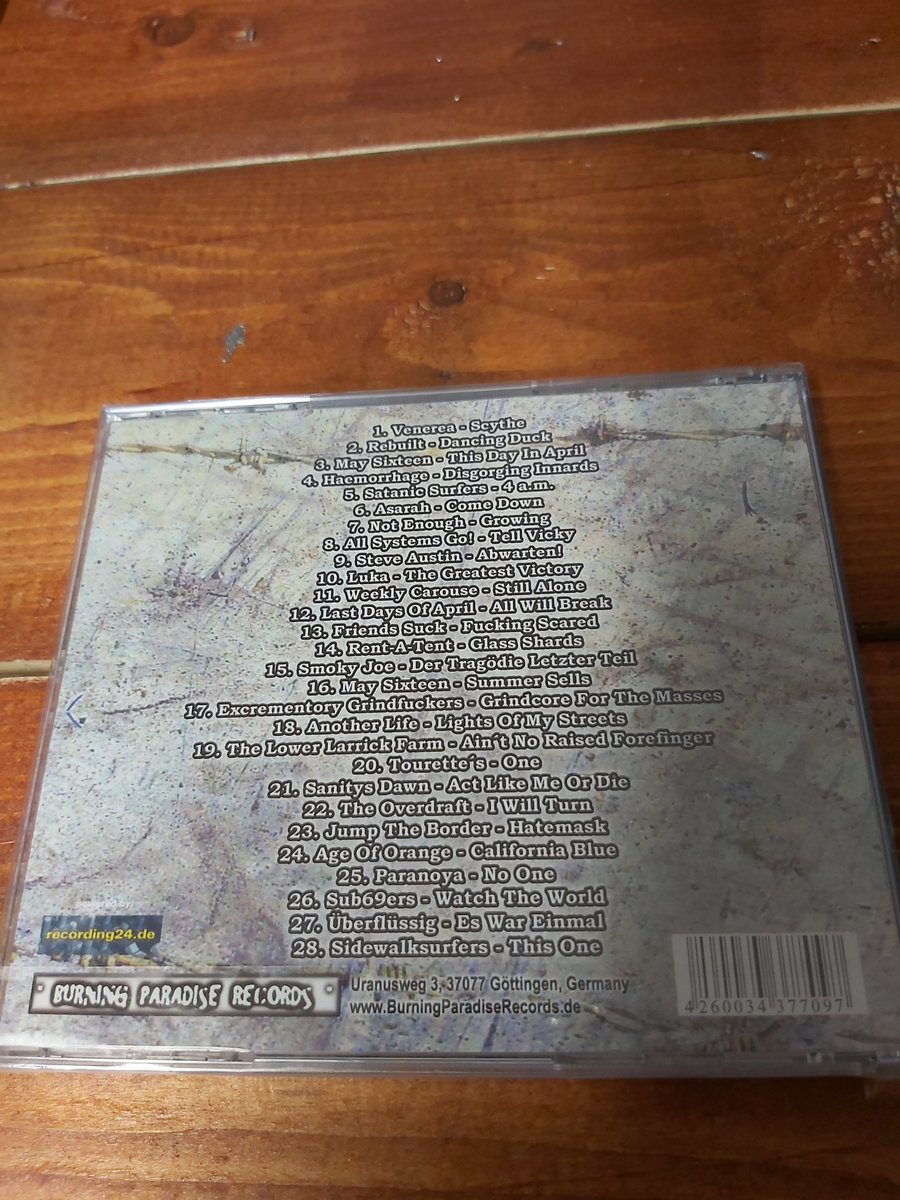 1. Venerea - Scythe
2. Rebuilt - Dancing Duck
3. May Sixteen - This Day In April
4. Haemorrhage - Disgorging Innards
5. Satanic Surfers - 4 a.m.
6. Asarah - Come Down
7. Not Enough - Growing
8. All Systems Go! - Tell Vicky
9. Steve Austin - Abwarten!
10. Luka - The Greatest Victory
11. Weekly Carouse - Still Alone
12. Last Days Of April - All Will Break
13. Friends Suck - Fucking Scared
14. Rent-A-Tent - Glass Shards
15. Smoky Joe - Der Tragödie Letzter Teil
16. May Sixteen - Summer Sells
17. Excrementory Grindfuckers - Grindcore For The Masses
18. Another Life - Lights Of My Streets
19. The Lower Larrick Farm - Ain´t No Raised Forefinger
20. Tourette´s - One
21. Sanitys Dawn - Act Like Me Or Die
22. The Overdraft - I Will Turn
23. Jump The Border - Hatemask
24. Age Of Orange - California Blue
25. Paranoya - No One
26. Sub69ers - Watch The World
27. Überflüssig - Es War Einmal
28. Sidewalksurfers - This One
powered by:
recording24.de
BURNING PARADISE RECORDS
Uranusweg 3, 37077 Göttingen, Germany
www.BurningParadiseRecords.de
4 260034 377097